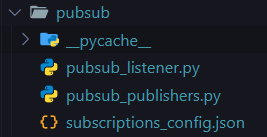 pubsub
__pycache__
pubsub_listener.py
pubsub_publishers.py
subscriptions_config.json